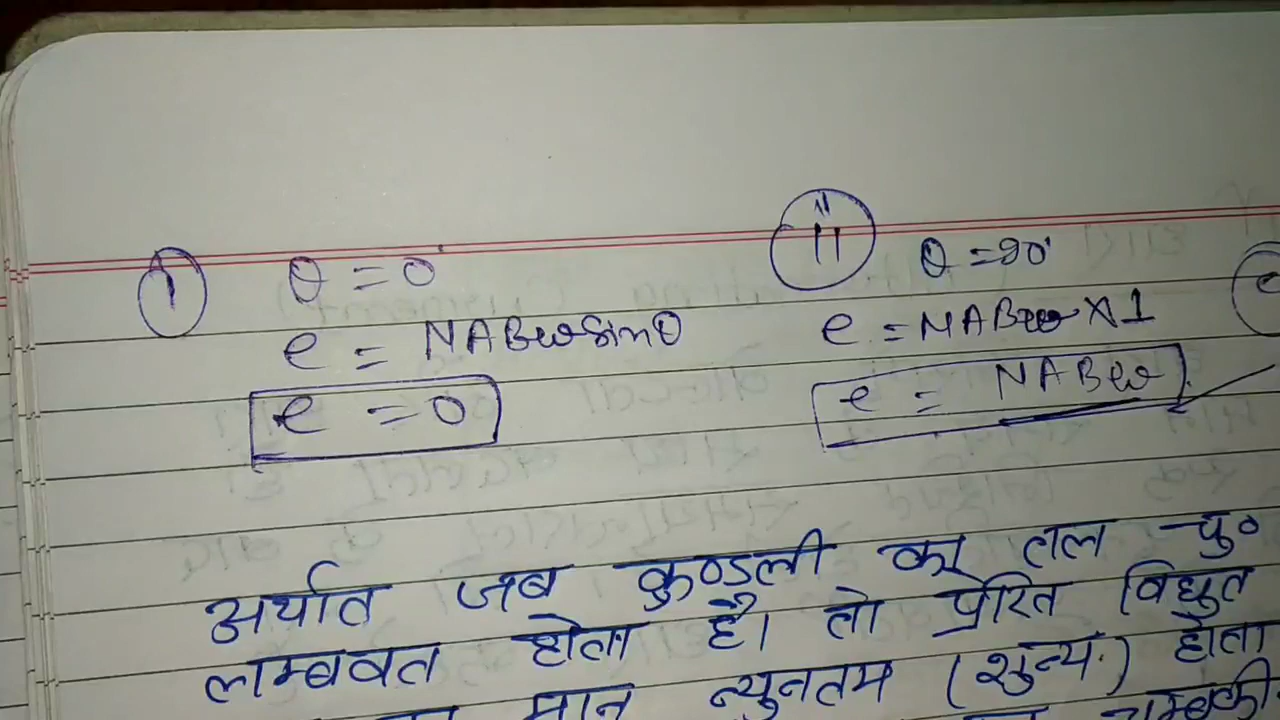 (i) θ = 0° (ii) θ = 90°
e = NABω sinθ e = NABω × 1
e = 0 e = NABω
अर्थात जब कुण्डली का तल चु०
लम्बवत होता है। तो प्रेरित विधुत
मान न्युनतम (शुन्य) होता